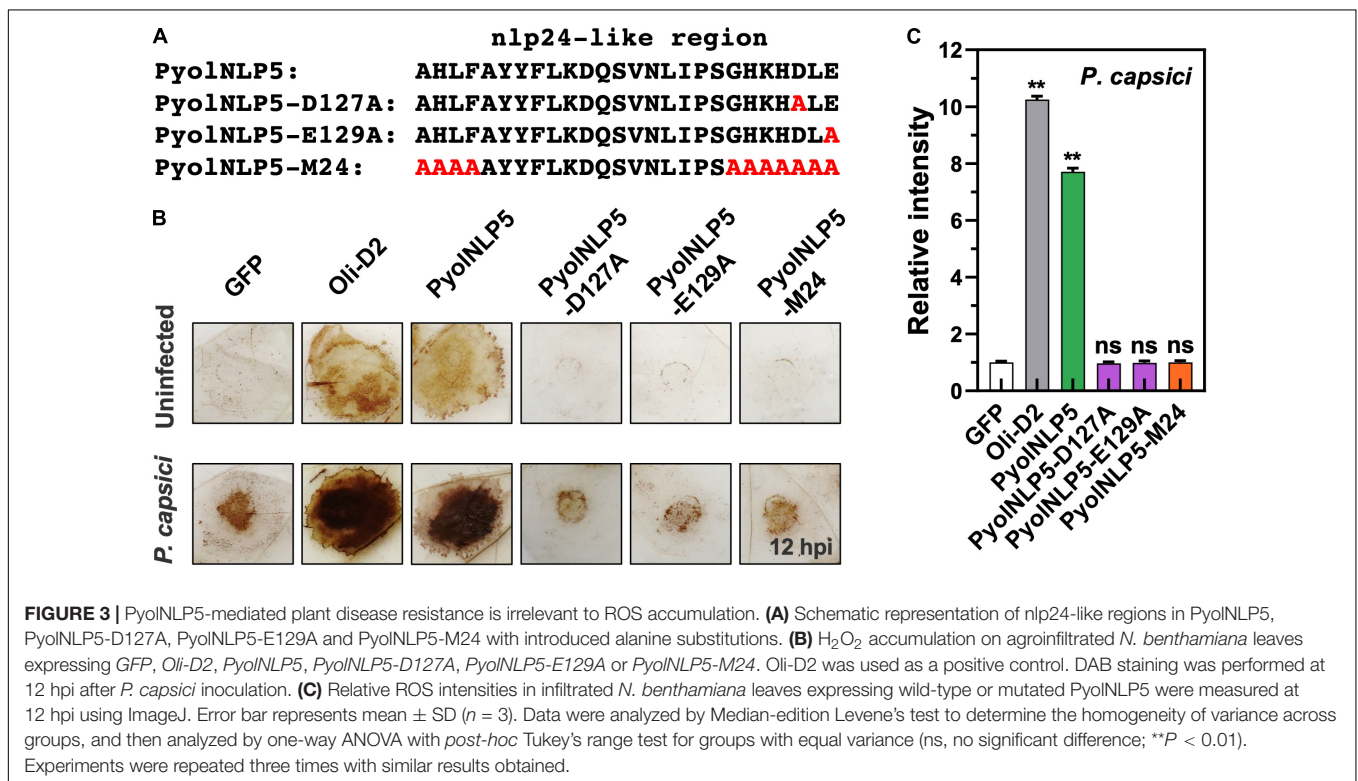 A
nlp24-like region
PyolNLP5: AHLFAYYFLKDQSVNLIPSGHKHDLE
PyolNLP5-D127A: AHLFAYYFLKDQSVNLIPSGHKHALE
PyolNLP5-E129A: AHLFAYYFLKDQSVNLIPSGHKHDLA
PyolNLP5-M24: AAAAAYYFLKDQSVNLIPSAAAAAAA
B
GFP
Oli-D2
PyolNLP5
PyolNLP5
-D127A
PyolNLP5
-E129A
PyolNLP5
-M24
Uninfected
P. capsici
12 hpi
C
P. capsici
Relative intensity
12
10
8
6
4
2
0
**
**
ns
ns
ns
GFP
Oli-D2
PyolNLP5
PyolNLP5-D127A
PyolNLP5-E129A
PyolNLP5-M24
FIGURE 3 | PyolNLP5-mediated plant disease resistance is irrelevant to ROS accumulation. (A) Schematic representation of nlp24-like regions in PyolNLP5,
PyolNLP5-D127A, PyolNLP5-E129A and PyolNLP5-M24 with introduced alanine substitutions. (B) H₂O₂ accumulation on agroinfiltrated N. benthamiana leaves
expressing GFP, Oli-D2, PyolNLP5, PyolNLP5-D127A, PyolNLP5-E129A or PyolNLP5-M24. Oli-D2 was used as a positive control. DAB staining was performed at
12 hpi after P. capsici inoculation. (C) Relative ROS intensities in infiltrated N. benthamiana leaves expressing wild-type or mutated PyolNLP5 were measured at
12 hpi using ImageJ. Error bar represents mean ± SD (n = 3). Data were analyzed by Median-edition Levene's test to determine the homogeneity of variance across
groups, and then analyzed by one-way ANOVA with post-hoc Tukey's range test for groups with equal variance (ns, no significant difference; **P < 0.01).
Experiments were repeated three times with similar results obtained.